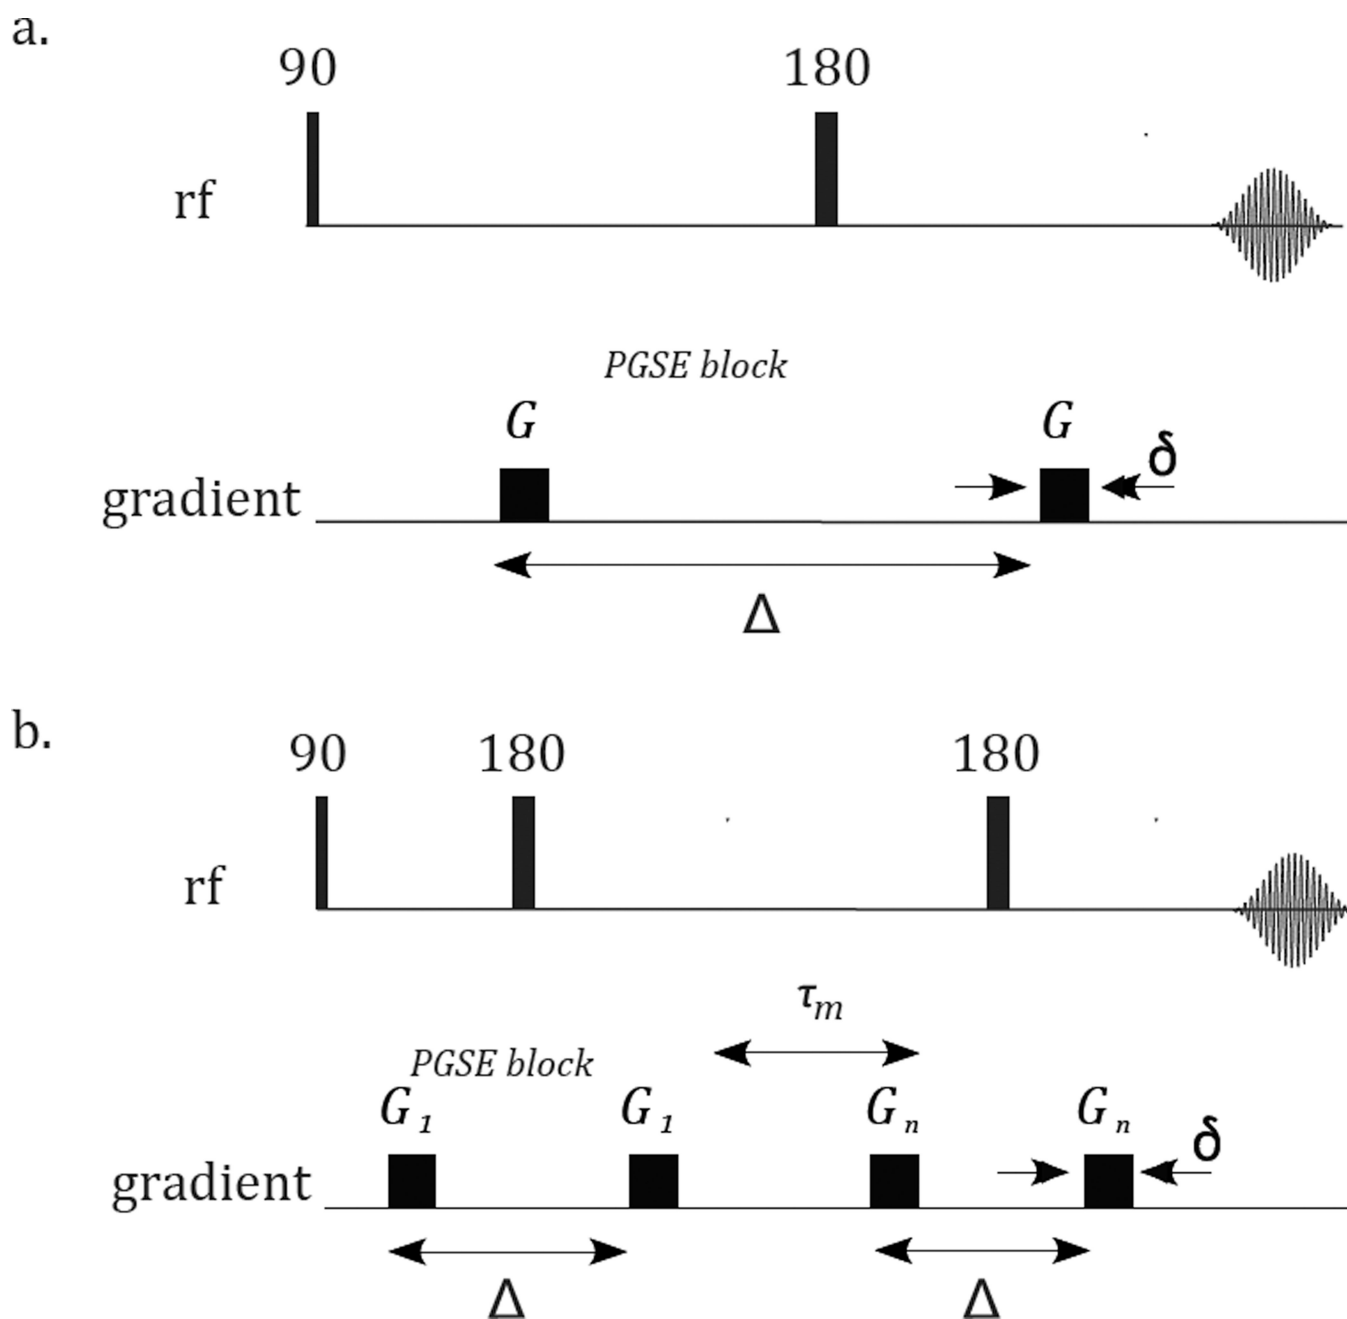 a.
90 180
rf
PGSE block
G G δ
gradient
Δ
b.
90 180 180
rf
τm
PGSE block
G1 G1 Gn Gn δ
gradient
Δ Δ